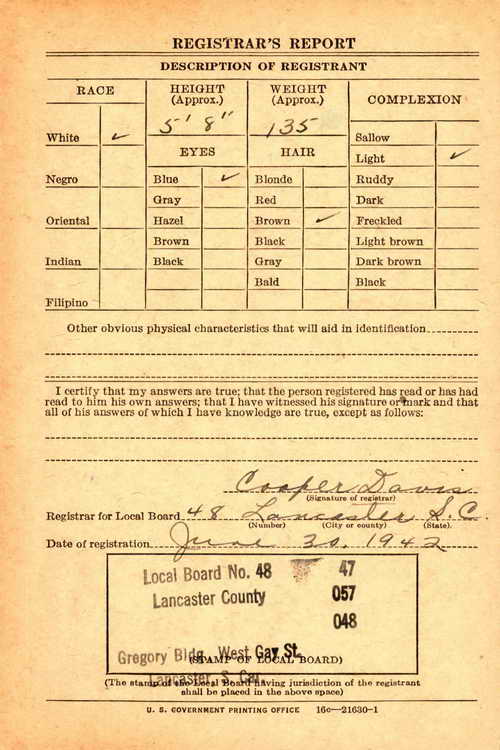 REGISTRAR'S REPORT
DESCRIPTION OF REGISTRANT
RACE
HEIGHT (Approx.)
WEIGHT (Approx.)
COMPLEXION
5' 8"
135
White ✓
Sallow
EYES
HAIR
Light ✓
Negro
Blue ✓
Blonde
Ruddy
Gray
Red
Dark
Oriental
Hazel
Brown ✓
Freckled
Brown
Black
Light brown
Indian
Black
Gray
Dark brown
Bald
Black
Filipino
Other obvious physical characteristics that will aid in identification
I certify that my answers are true; that the person registered has read or has had
read to him his own answers; that I have witnessed his signature or mark and that
all of his answers of which I have knowledge are true, except as follows:
Cooper Davis
(Signature of registrar)
Registrar for Local Board 48 Lancaster S.C.
(Number) (City or county) (State).
Date of registration June 30, 1942
Local Board No. 48 47
Lancaster County 057
048
Gregory Bldg. West Gay St.
(STAMP OF LOCAL BOARD)
Lancaster, S. Car.
(The stamp of the Local Board having jurisdiction of the registrant
shall be placed in the above space)
U. S. GOVERNMENT PRINTING OFFICE 16c—21630-1